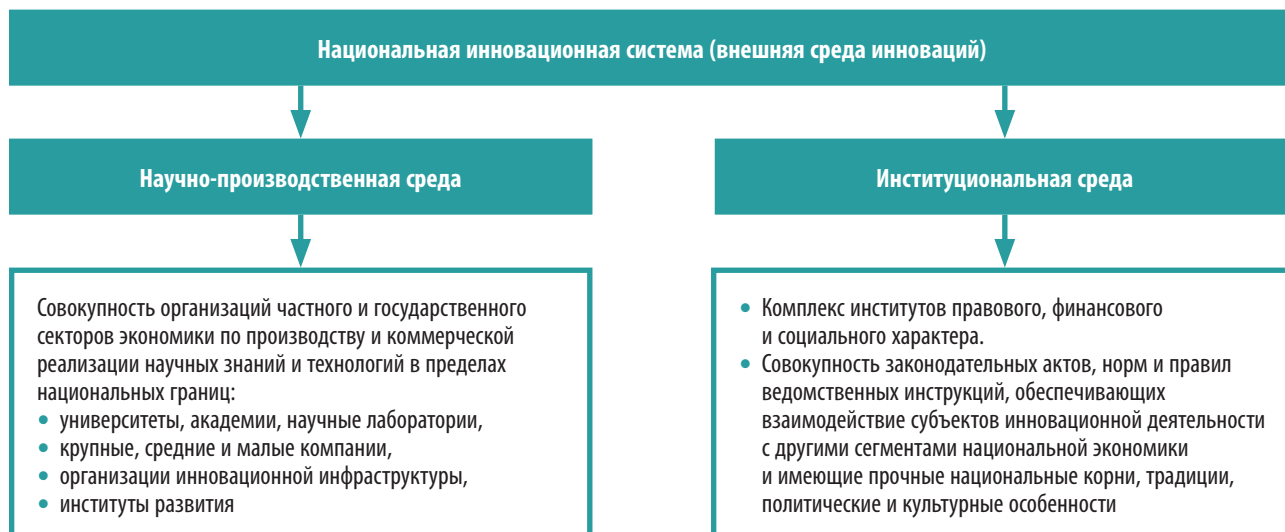 Национальная инновационная система (внешняя среда инноваций)
Научно-производственная среда
Институциональная среда
Совокупность организаций частного и государственного
секторов экономики по производству и коммерческой
реализации научных знаний и технологий в пределах
национальных границ:
• университеты, академии, научные лаборатории,
• крупные, средние и малые компании,
• организации инновационной инфраструктуры,
• институты развития
• Комплекс институтов правового, финансового
и социального характера.
• Совокупность законодательных актов, норм и правил
ведомственных инструкций, обеспечивающих
взаимодействие субъектов инновационной деятельности
с другими сегментами национальной экономики
и имеющие прочные национальные корни, традиции,
политические и культурные особенности